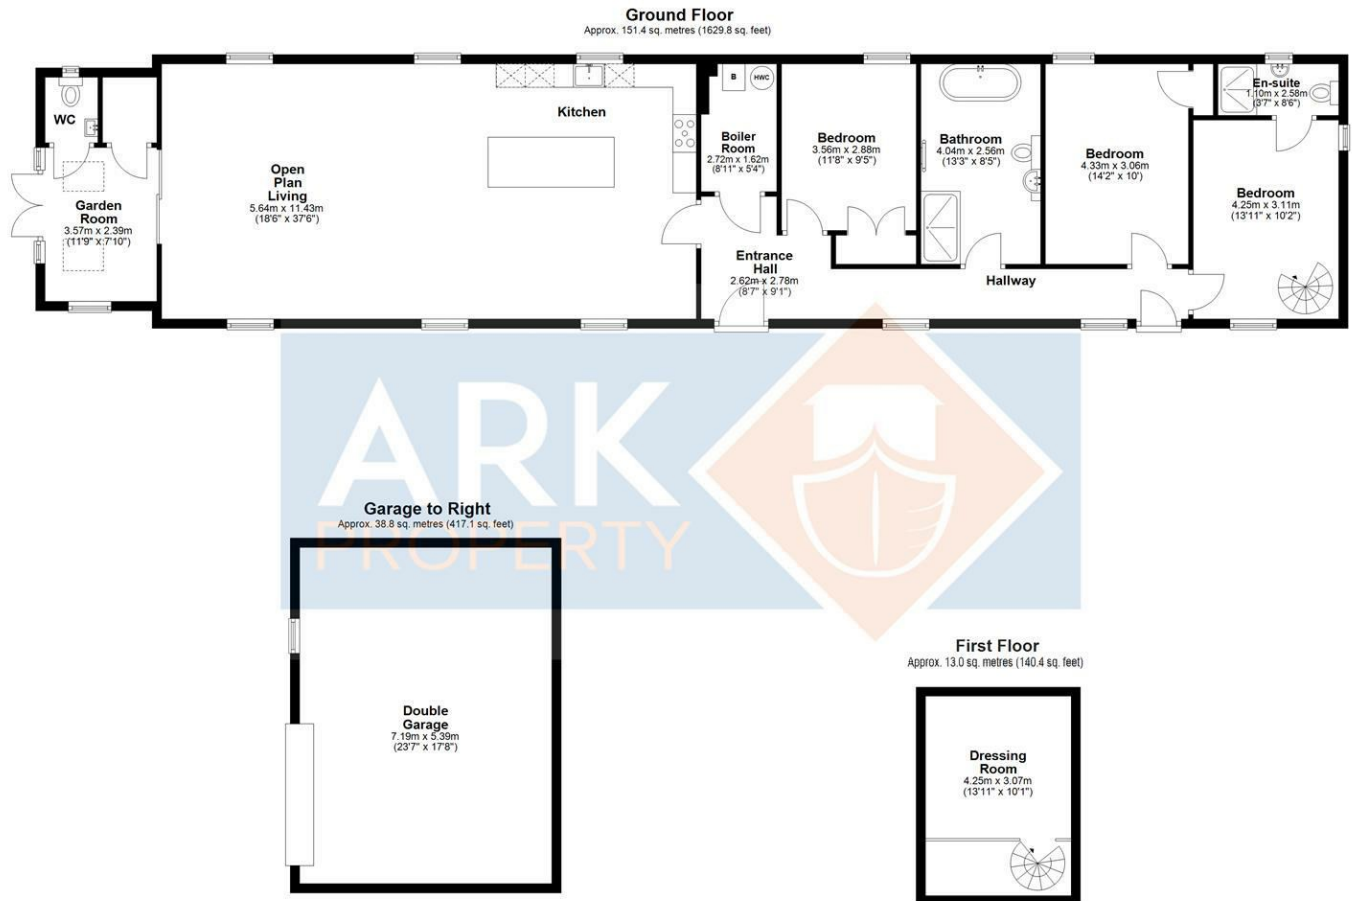 Ground Floor
Approx. 151.4 sq. metres (1629.8 sq. feet)
WC
Garden
Room
3.57m x 2.39m
(11'9" x 7'10")
Open
Plan
Living
5.64m x 11.43m
(18'6" x 37'6")
Kitchen
B
HWC
Boiler
Room
2.72m x 1.62m
(8'11" x 5'4")
Bedroom
3.56m x 2.88m
(11'8" x 9'5")
Bathroom
4.04m x 2.56m
(13'3" x 8'5")
Bedroom
4.33m x 3.06m
(14'2" x 10')
En-suite
1.10m x 2.58m
(3'7" x 8'6")
Bedroom
4.25m x 3.11m
(13'11" x 10'2")
Entrance
Hall
2.62m x 2.78m
(8'7" x 9'1")
Hallway
ARK
PROPERTY
Garage to Right
Approx. 38.8 sq. metres (417.1 sq. feet)
Double
Garage
7.19m x 5.39m
(23'7" x 17'8")
First Floor
Approx. 13.0 sq. metres (140.4 sq. feet)
Dressing
Room
4.25m x 3.07m
(13'11" x 10'1")